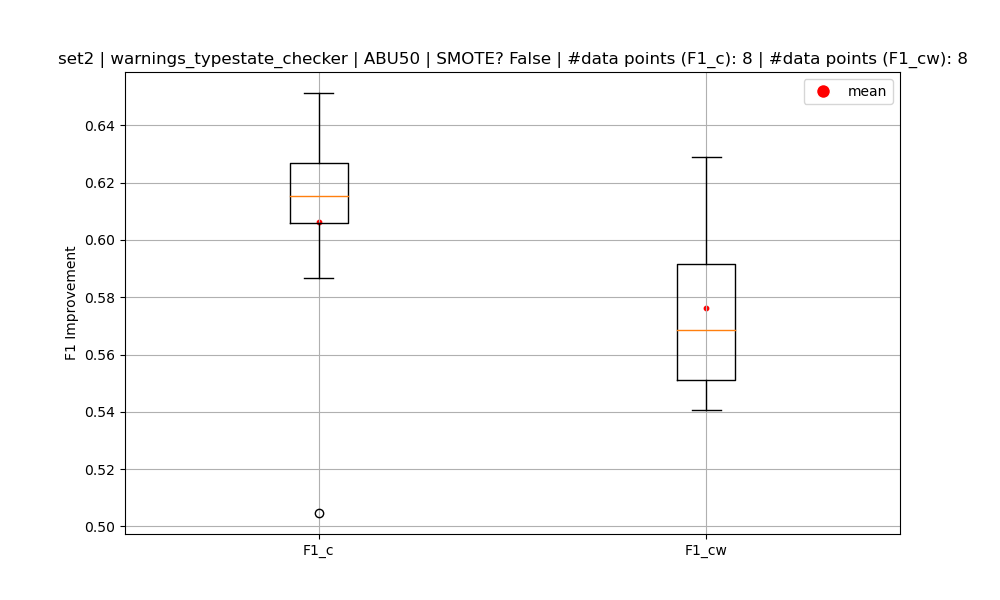 set2 | warnings_typestate_checker | ABU50 | SMOTE? False | #data points (F1_c): 8 | #data points (F1_cw): 8
mean
0.64
0.62
0.60
0.58
0.56
0.54
0.52
0.50
F1 Improvement
F1_c
F1_cw